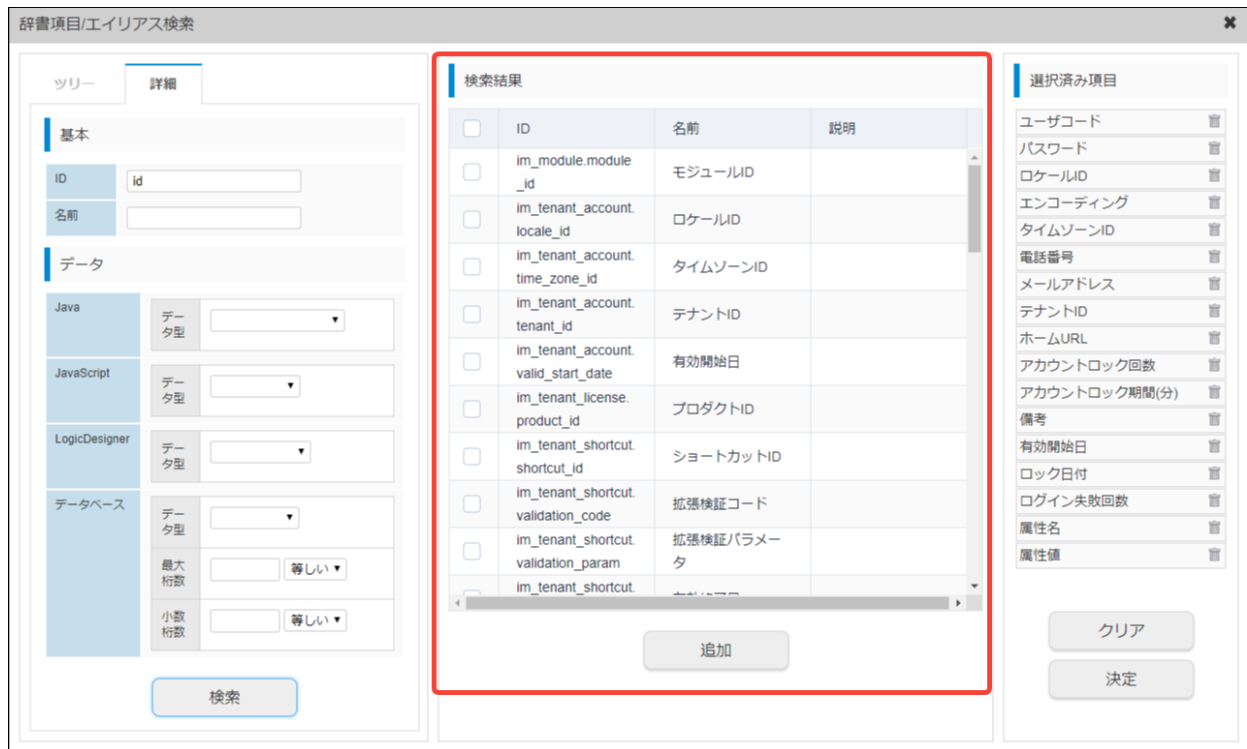 辞書項目/エイリアス検索
✖
ツリー 詳細
基本
ID id
名前
データ
Java
デー
タ型
JavaScript
デー
タ型
LogicDesigner
デー
タ型
データベース
デー
タ型
最大
桁数
等しい
小数
桁数
等しい
検索
検索結果
ID 名前 説明
im_module.module
_id
モジュールID
im_tenant_account.
locale_id
ロケールID
im_tenant_account.
time_zone_id
タイムゾーンID
im_tenant_account.
tenant_id
テナントID
im_tenant_account.
valid_start_date
有効開始日
im_tenant_license.
product_id
プロダクトID
im_tenant_shortcut.
shortcut_id
ショートカットID
im_tenant_shortcut.
validation_code
拡張検証コード
im_tenant_shortcut.
validation_param
拡張検証パラメー
タ
im_tenant_shortcut.
追加
選択済み項目
ユーザコード
パスワード
ロケールID
エンコーディング
タイムゾーンID
電話番号
メールアドレス
テナントID
ホームURL
アカウントロック回数
アカウントロック期間(分)
備考
有効開始日
ロック日付
ログイン失敗回数
属性名
属性値
クリア
決定